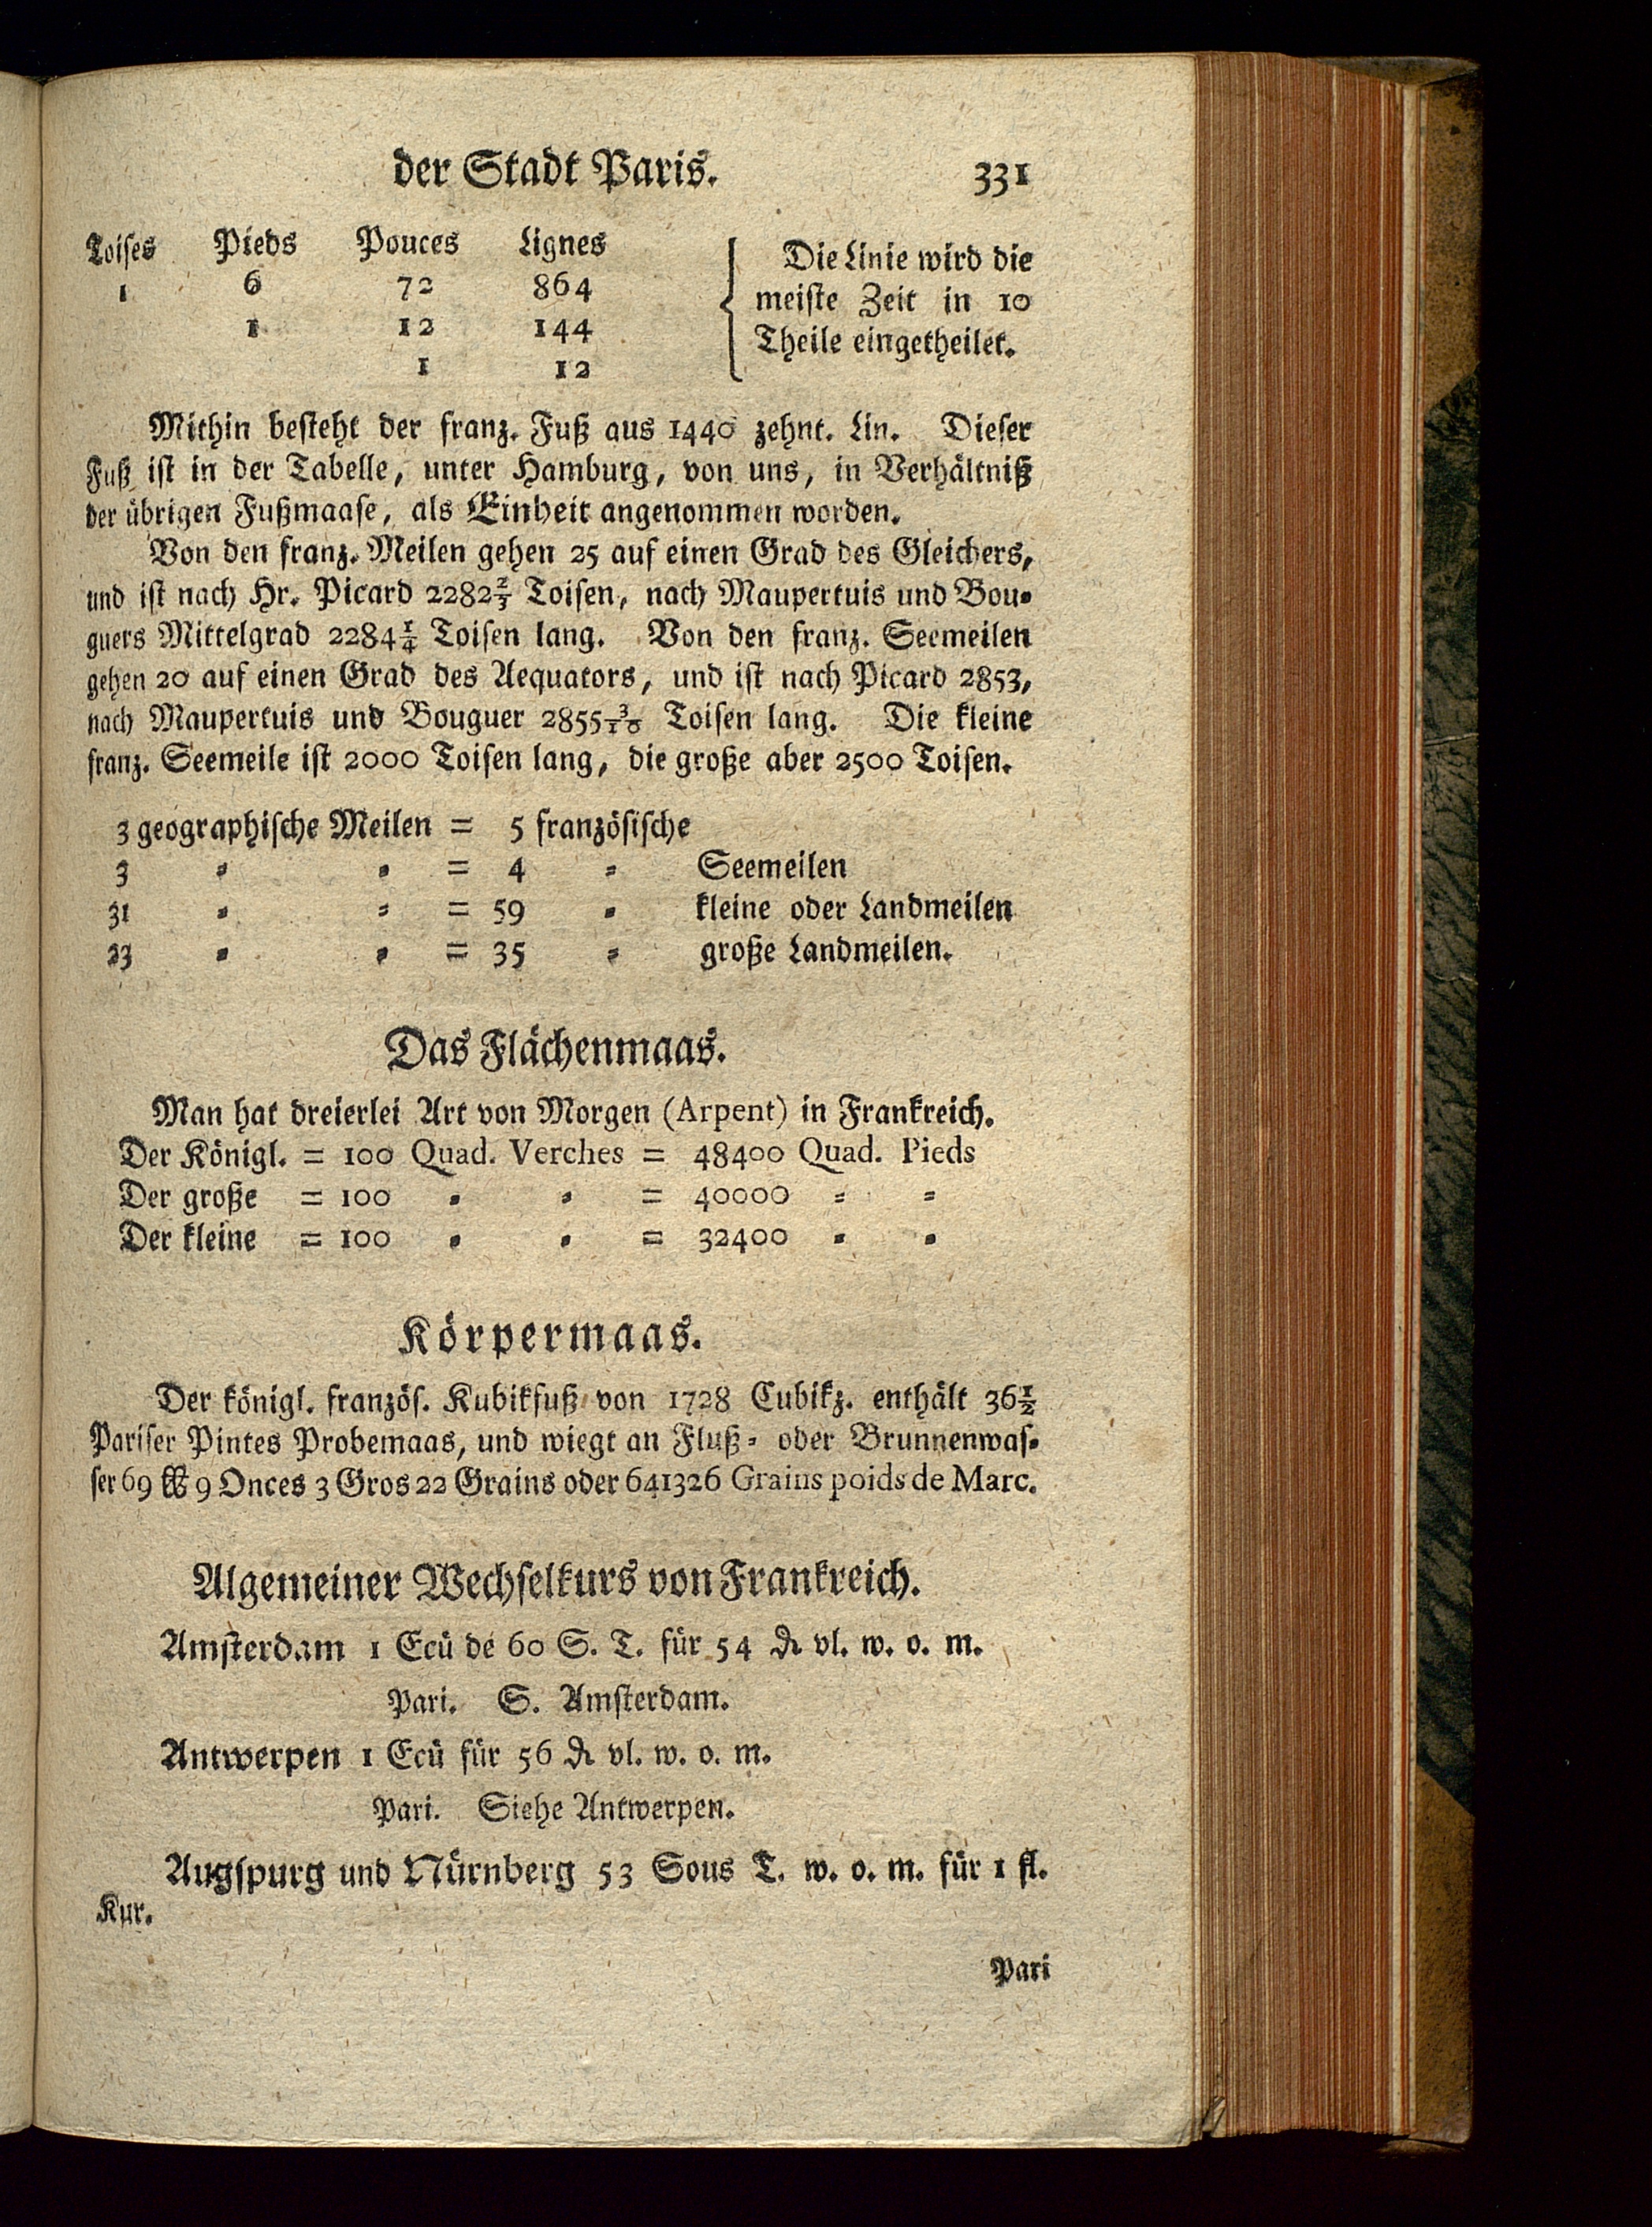 der Stadt Paris. 331
Toises Pieds Pouces Lignes
1 6 72 864
1 12 144
1 12
Die Linie wird die
meiste Zeit in 10
Theile eingetheilet.
Mithin besteht der franz. Fuß aus 1440 zehnt. Lin. Dieser
Fuß ist in der Tabelle, unter Hamburg, von uns, in Verhältniß
der übrigen Fußmaase, als Einheit angenommen worden.
Von den franz. Meilen gehen 25 auf einen Grad des Gleichers,
und ist nach Hr. Picard 2282⅔ Toisen, nach Maupertuis und Bou⸗
guers Mittelgrad 2284¼ Toisen lang. Von den franz. Seemeilen
gehen 20 auf einen Grad des Aequators, und ist nach Picard 2853,
nach Maupertuis und Bouguer 2855 3/10 Toisen lang. Die kleine
franz. Seemeile ist 2000 Toisen lang, die große aber 2500 Toisen.
3 geographische Meilen = 5 französische
3 ⸗ ⸗ = 4 ⸗ Seemeilen
31 ⸗ ⸗ = 59 ⸗ kleine oder Landmeilen
23 ⸗ ⸗ = 35 ⸗ große Landmeilen.
Das Flächenmaas.
Man hat dreierlei Art von Morgen (Arpent) in Frankreich.
Der Königl. = 100 Quad. Verches = 48400 Quad. Pieds
Der große = 100 ⸗ ⸗ = 40000 ⸗ ⸗
Der kleine = 100 ⸗ ⸗ = 32400 ⸗ ⸗
Körpermaas.
Der königl. französ. Kubikfuß von 1728 Cubikz. enthält 36½
Pariser Pintes Probemaas, und wiegt an Fluß⸗ oder Brunnenwas⸗
ser 69 ℔ 9 Onces 3 Gros 22 Grains oder 641326 Grains poids de Marc.
Algemeiner Wechselkurs von Frankreich.
Amsterdam 1 Ecü de 60 S. T. für 54 ₰ vl. w. o. m.
Pari. S. Amsterdam.
Antwerpen 1 Ecü für 56 ₰ vl. w. o. m.
Pari. Siehe Antwerpen.
Augspurg und Nürnberg 53 Sous T. w. o. m. für 1 fl.
Kur.
Pari